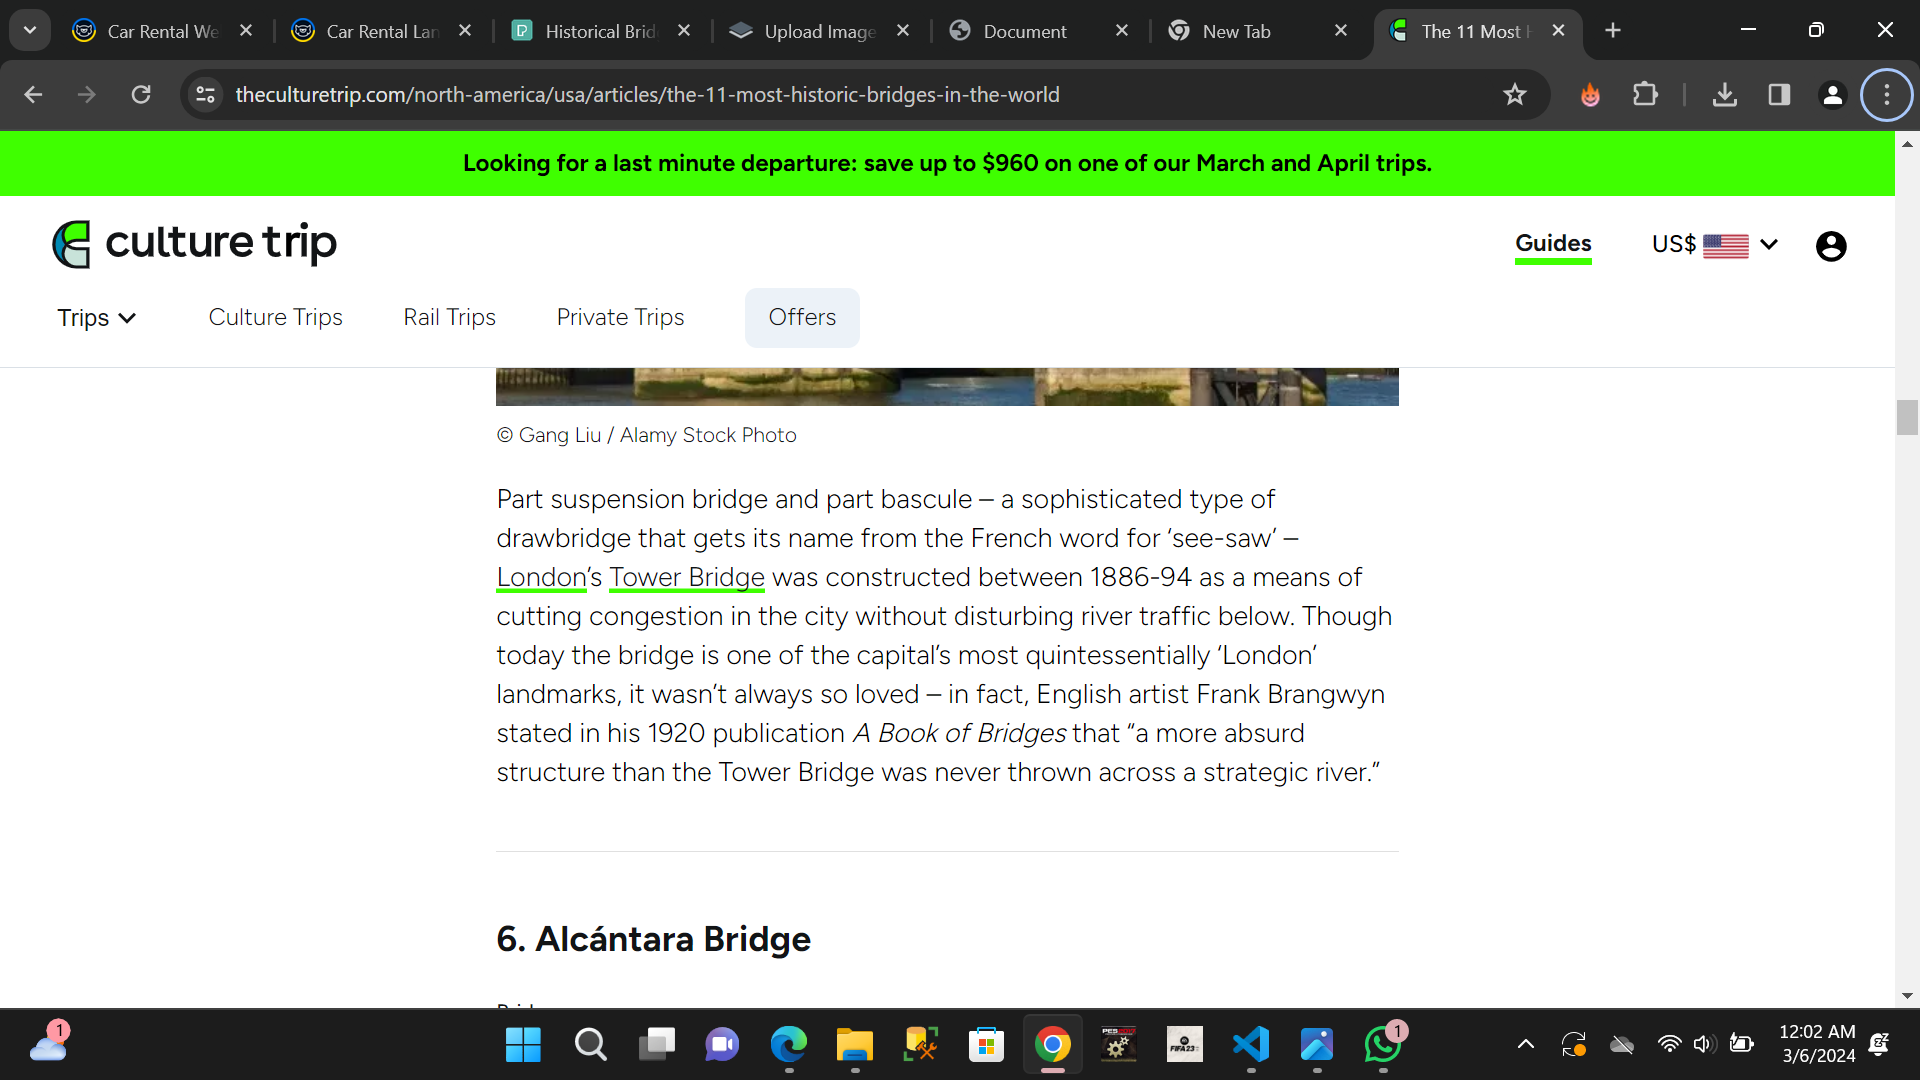 Car Rental We
Car Rental Lan
Historical Brid
Upload Image
Document
New Tab
The 11 Most H
theculturetrip.com/north-america/usa/articles/the-11-most-historic-bridges-in-the-world
Looking for a last minute departure: save up to $960 on one of our March and April trips.
culture trip
Guides
US$
Trips
Culture Trips
Rail Trips
Private Trips
Offers
© Gang Liu / Alamy Stock Photo
Part suspension bridge and part bascule – a sophisticated type of
drawbridge that gets its name from the French word for ‘see-saw’ –
London’s Tower Bridge was constructed between 1886-94 as a means of
cutting congestion in the city without disturbing river traffic below. Though
today the bridge is one of the capital’s most quintessentially ‘London’
landmarks, it wasn’t always so loved – in fact, English artist Frank Brangwyn
stated in his 1920 publication A Book of Bridges that “a more absurd
structure than the Tower Bridge was never thrown across a strategic river.”
6. Alcántara Bridge
1
FIFA 23
1
12:02 AM
3/6/2024